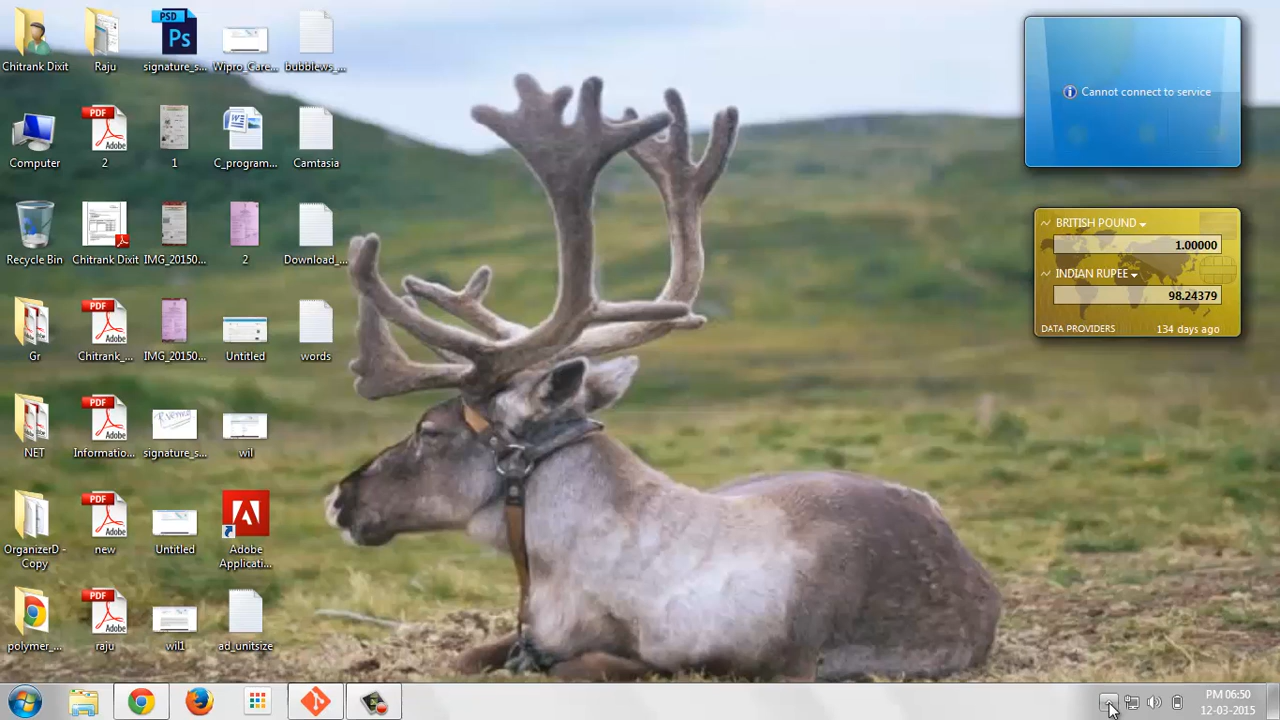 Chitrank Dixit
Raju
PSD
Ps
signature_s...
Wipro_Care...
bubblews_...
Computer
PDF
Adobe
2
1
C_program...
Camtasia
Recycle Bin
Chitrank Dixit
IMG_20150...
2
Download_...
Gr
PDF
Adobe
Chitrank_...
IMG_20150...
Untitled
words
NET
PDF
Adobe
Informatio...
signature_s...
wil
OrganizerD -
Copy
PDF
Adobe
new
Untitled
Adobe
Applicati...
polymer_...
PDF
Adobe
raju
wil1
ad_unitsize
Cannot connect to service
BRITISH POUND
1.00000
INDIAN RUPEE
98.24379
DATA PROVIDERS
134 days ago
PM 06:50
12-03-2015